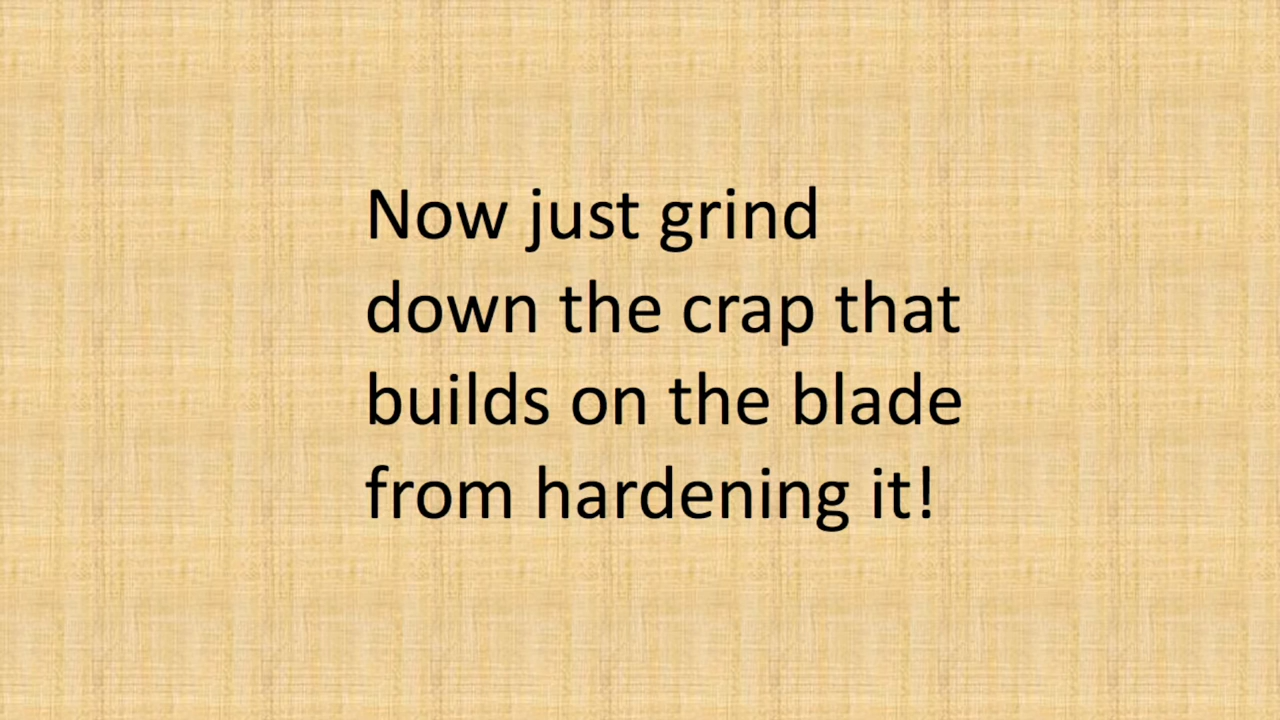 Now just grind
down the crap that
builds on the blade
from hardening it!